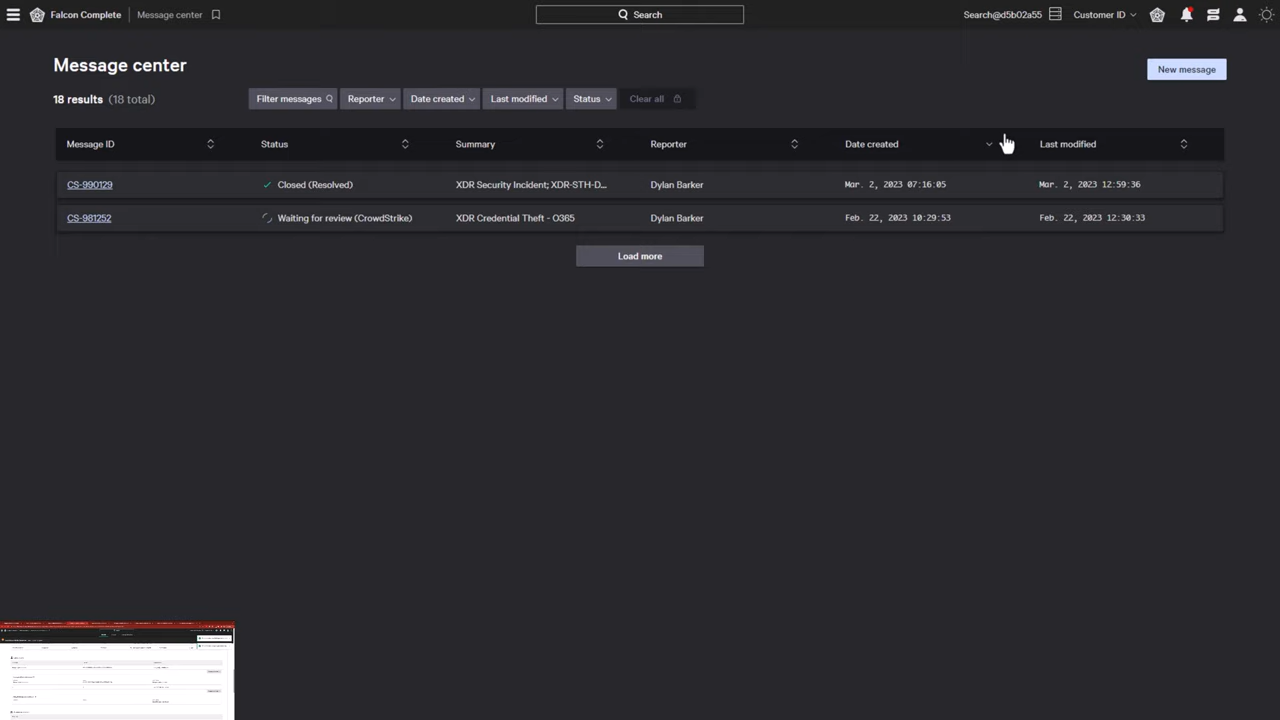 Falcon Complete Message center Search Search@d5b02a55 Customer ID
Message center
New message
18 results (18 total) Filter messages Reporter Date created Last modified Status Clear all
Message ID Status Summary Reporter Date created Last modified
CS-990129 Closed (Resolved) XDR Security Incident; XDR-STH-D... Dylan Barker Mar. 2, 2023 07:16:05 Mar. 2, 2023 12:59:36
CS-981252 Waiting for review (CrowdStrike) XDR Credential Theft - O365 Dylan Barker Feb. 22, 2023 10:29:53 Feb. 22, 2023 12:30:33
Load more